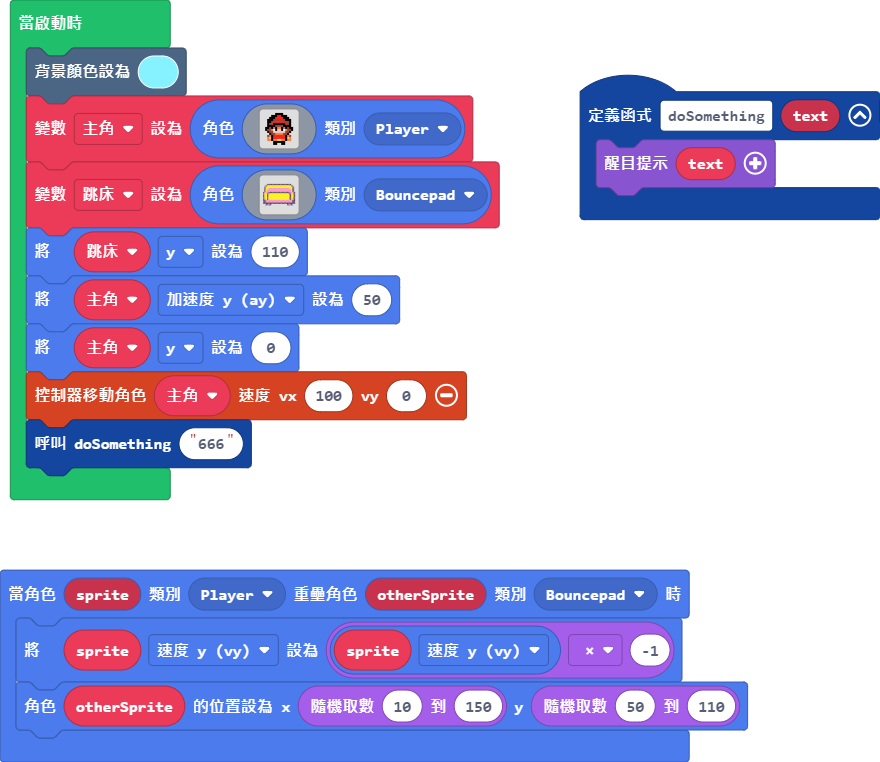 當啟動時
背景顏色設為
變數 主角 設為 角色 類別 Player
變數 跳床 設為 角色 類別 Bouncepad
將 跳床 y 設為 110
將 主角 加速度 y (ay) 設為 50
將 主角 y 設為 0
控制器移動角色 主角 速度 vx 100 vy 0
呼叫 doSomething "666"
定義函式 doSomething text
醒目提示 text
當角色 sprite 類別 Player 重疊角色 otherSprite 類別 Bouncepad 時
將 sprite 速度 y (vy) 設為 sprite 速度 y (vy) × -1
角色 otherSprite 的位置設為 x 隨機取數 10 到 150 y 隨機取數 50 到 110